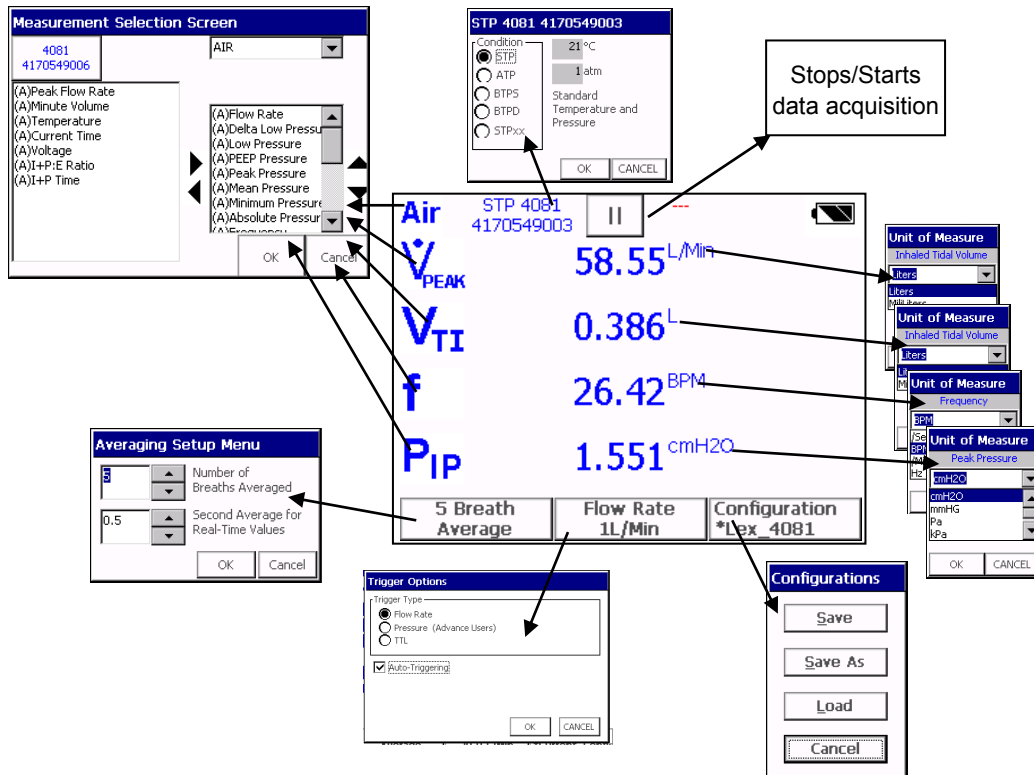 Measurement Selection Screen
4081
4170549006
AIR
(A)Peak Flow Rate
(A)Minute Volume
(A)Temperature
(A)Current Time
(A)Voltage
(A)I+P:E Ratio
(A)I+P Time
(A)Flow Rate
(A)Delta Low Pressu
(A)Low Pressure
(A)PEEP Pressure
(A)Peak Pressure
(A)Mean Pressure
(A)Minimum Pressure
(A)Absolute Pressur
(A)Frequency
OK
Cancel
STP 4081 4170549003
Condition
STP
ATP
BTPS
BTPD
STPxx
21 °C
1 atm
Standard
Temperature and
Pressure
OK
CANCEL
Stops/Starts
data acquisition
Air
STP 4081
4170549003
II
---
V̇PEAK
58.55 L/Min
VTI
0.386 L
f
26.42 BPM
PIP
1.551 cmH2O
5 Breath
Average
Flow Rate
1L/Min
Configuration
*Lex_4081
Unit of Measure
Inhaled Tidal Volume
Liters
Liters
MilliLiters
Unit of Measure
Inhaled Tidal Volume
Liters
Unit of Measure
Frequency
BPM
BPM
Hz
Unit of Measure
Peak Pressure
cmH2O
cmH2O
mmHG
Pa
kPa
OK
CANCEL
Averaging Setup Menu
5
Number of
Breaths Averaged
0.5
Second Average for
Real-Time Values
OK
Cancel
Trigger Options
Trigger Type
Flow Rate
Pressure (Advance Users)
TTL
Auto-Triggering
OK
CANCEL
Configurations
Save
Save As
Load
Cancel